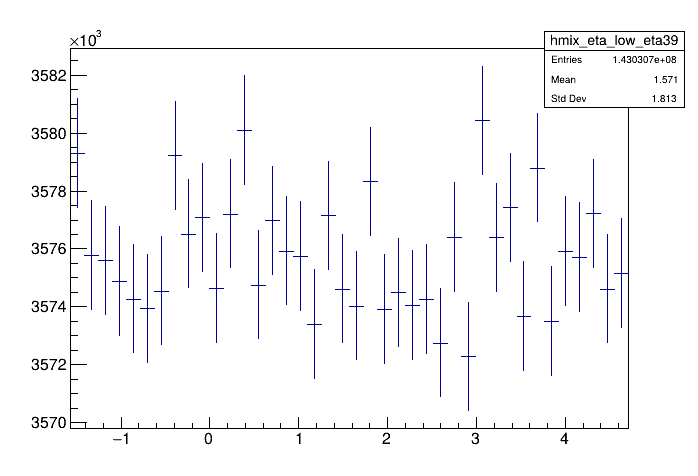 ×10³
hmix_eta_low_eta39
Entries 1.430307e+08
Mean 1.571
Std Dev 1.813
3582
3580
3578
3576
3574
3572
3570
−1 0 1 2 3 4